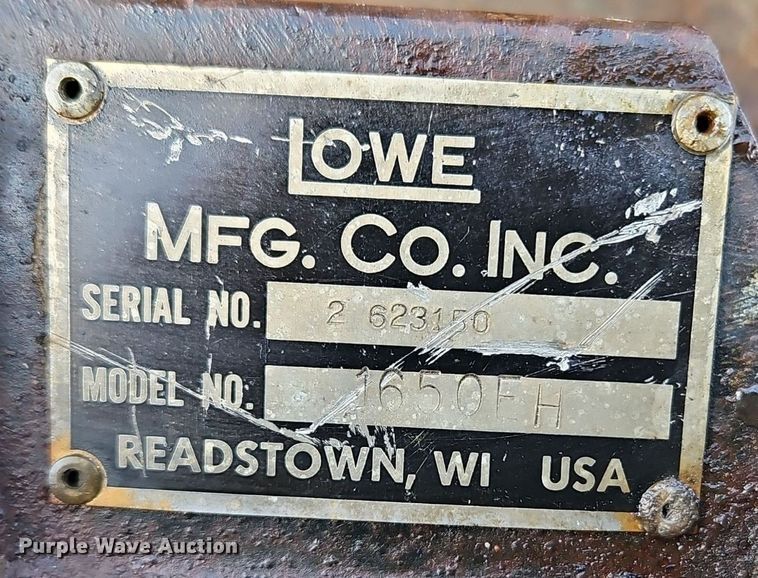 LOWE
MFG. CO. INC.
SERIAL NO. 2 623150
MODEL NO. 1650FH
READSTOWN, WI USA
Purple Wave Auction